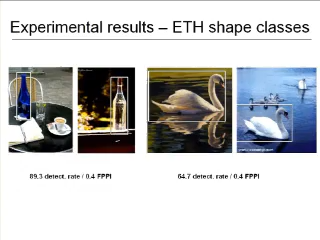 Experimental results – ETH shape classes
89,3 detect. rate / 0.4 FPPI
64,7 detect. rate / 0.4 FPPI